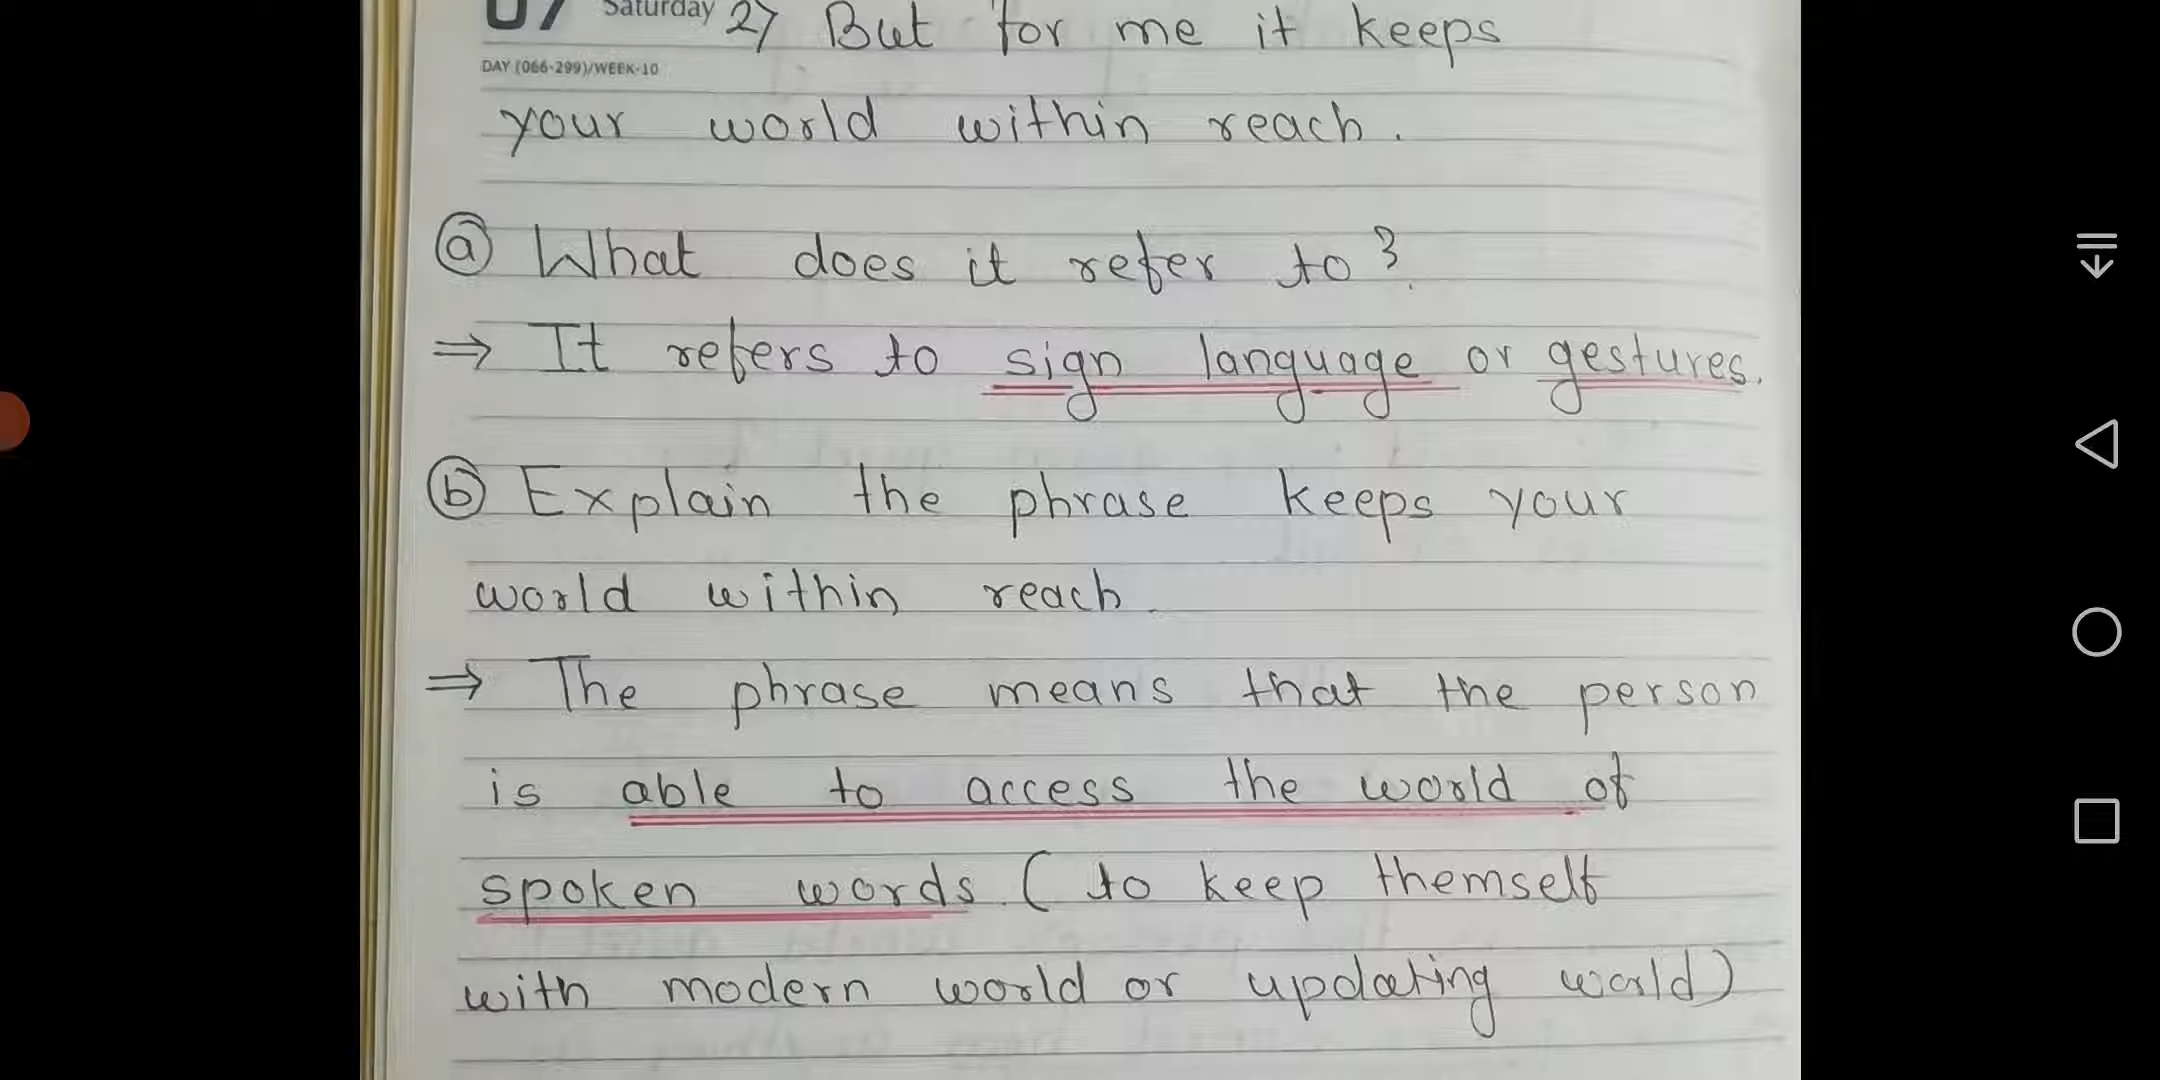 07 Saturday 2) But for me it keeps
DAY (066-299)/WEEK-10
your world within reach.
(a) What does it refer to?
⇒ It refers to sign language or gestures.
(b) Explain the phrase keeps your
world within reach.
⇒ The phrase means that the person
is able to access the world of
spoken words. ( to keep themself
with modern world or updating world)